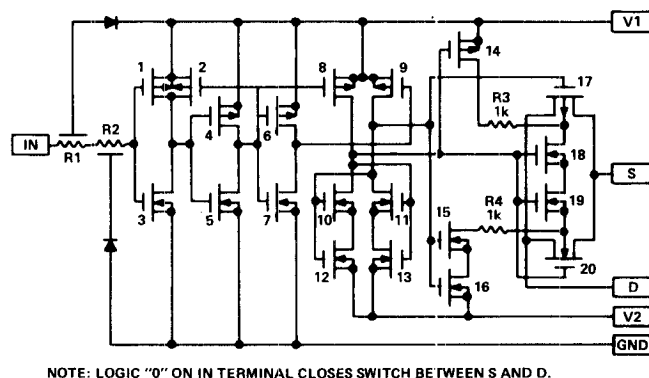 V1
14
1
2
8
9
17
4
6
R3
1k
R2
IN
R1
18
S
R4
1k
19
3
5
7
10
11
15
12
13
16
20
D
V2
GND
NOTE: LOGIC "0" ON IN TERMINAL CLOSES SWITCH BETWEEN S AND D.